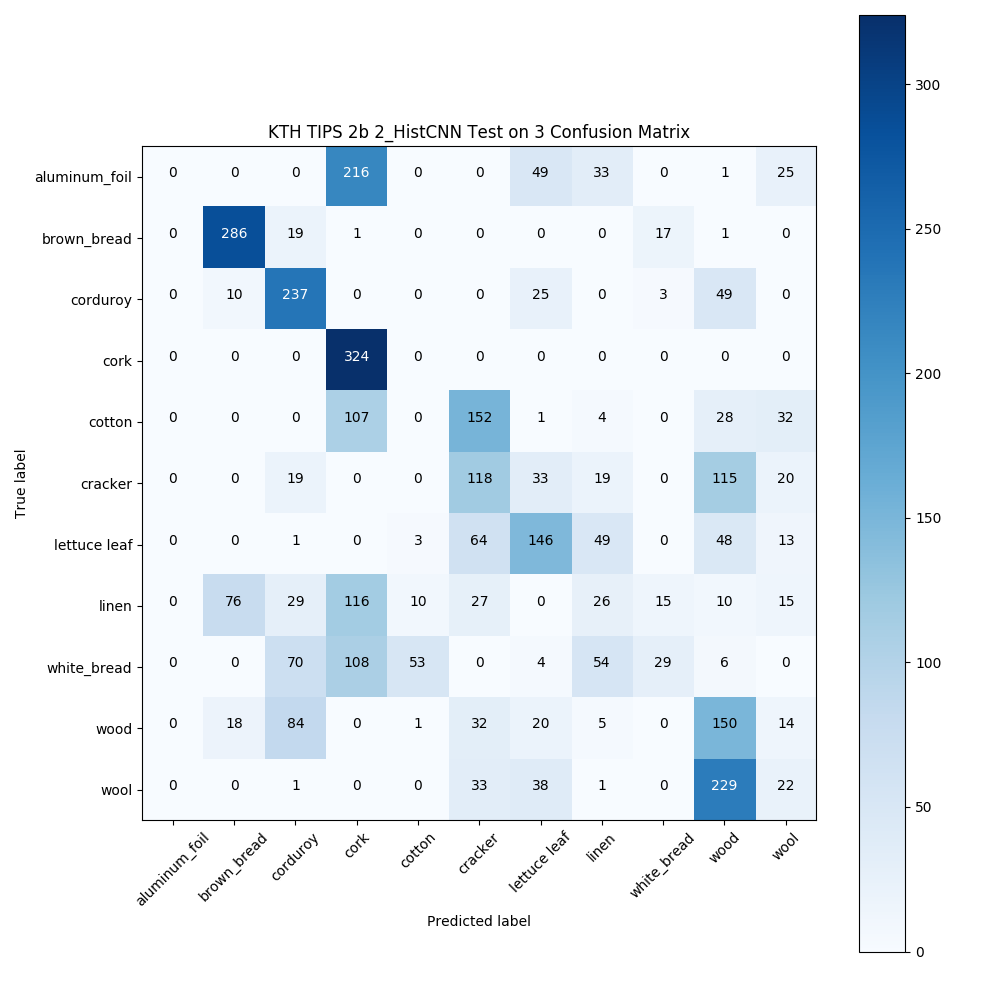 KTH TIPS 2b 2_HistCNN Test on 3 Confusion Matrix
aluminum_foil 0 0 0 216 0 0 49 33 0 1 25
brown_bread 0 286 19 1 0 0 0 0 17 1 0
corduroy 0 10 237 0 0 0 25 0 3 49 0
cork 0 0 0 324 0 0 0 0 0 0 0
cotton 0 0 0 107 0 152 1 4 0 28 32
cracker 0 0 19 0 0 118 33 19 0 115 20
lettuce leaf 0 0 1 0 3 64 146 49 0 48 13
linen 0 76 29 116 10 27 0 26 15 10 15
white_bread 0 0 70 108 53 0 4 54 29 6 0
wood 0 18 84 0 1 32 20 5 0 150 14
wool 0 0 1 0 0 33 38 1 0 229 22
aluminum_foil brown_bread corduroy cork cotton cracker lettuce leaf linen white_bread wood wool
True label
Predicted label
300
250
200
150
100
50
0